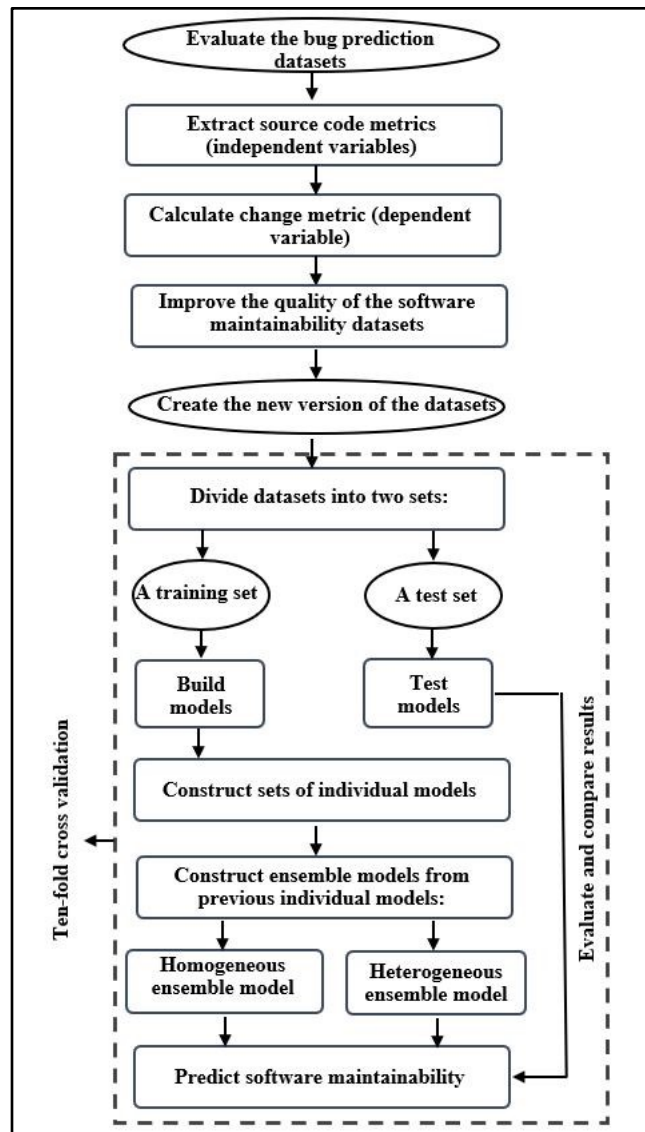 Evaluate the bug prediction
datasets
Extract source code metrics
(independent variables)
Calculate change metric (dependent
variable)
Improve the quality of the software
maintainability datasets
Create the new version of the datasets
Divide datasets into two sets:
A training set
A test set
Build
models
Test
models
Construct sets of individual models
Construct ensemble models from
previous individual models:
Homogeneous
ensemble model
Heterogeneous
ensemble model
Predict software maintainability
Ten-fold cross validation
Evaluate and compare results